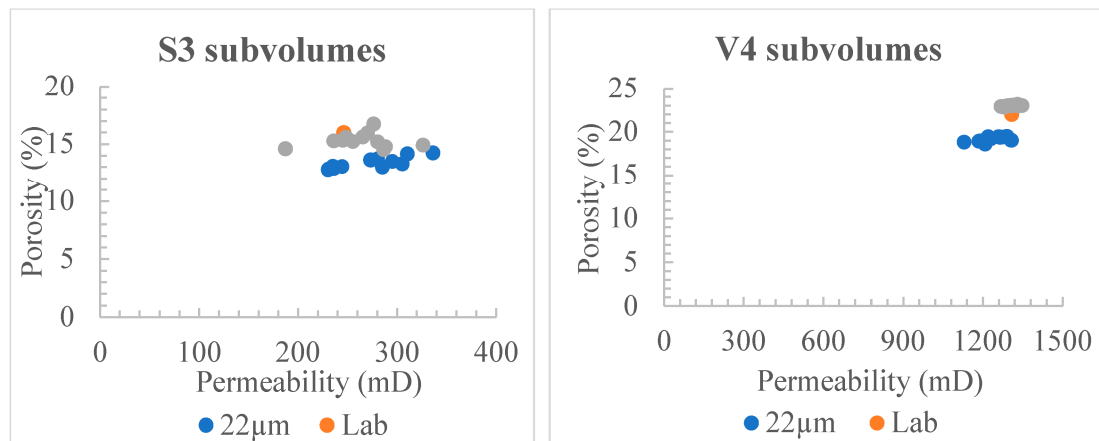 S3 subvolumes
20
15
10
5
0
0 100 200 300 400
Porosity (%)
Permeability (mD)
22µm Lab
V4 subvolumes
25
20
15
10
5
0
0 300 600 900 1200 1500
Porosity (%)
Permeability (mD)
22µm Lab